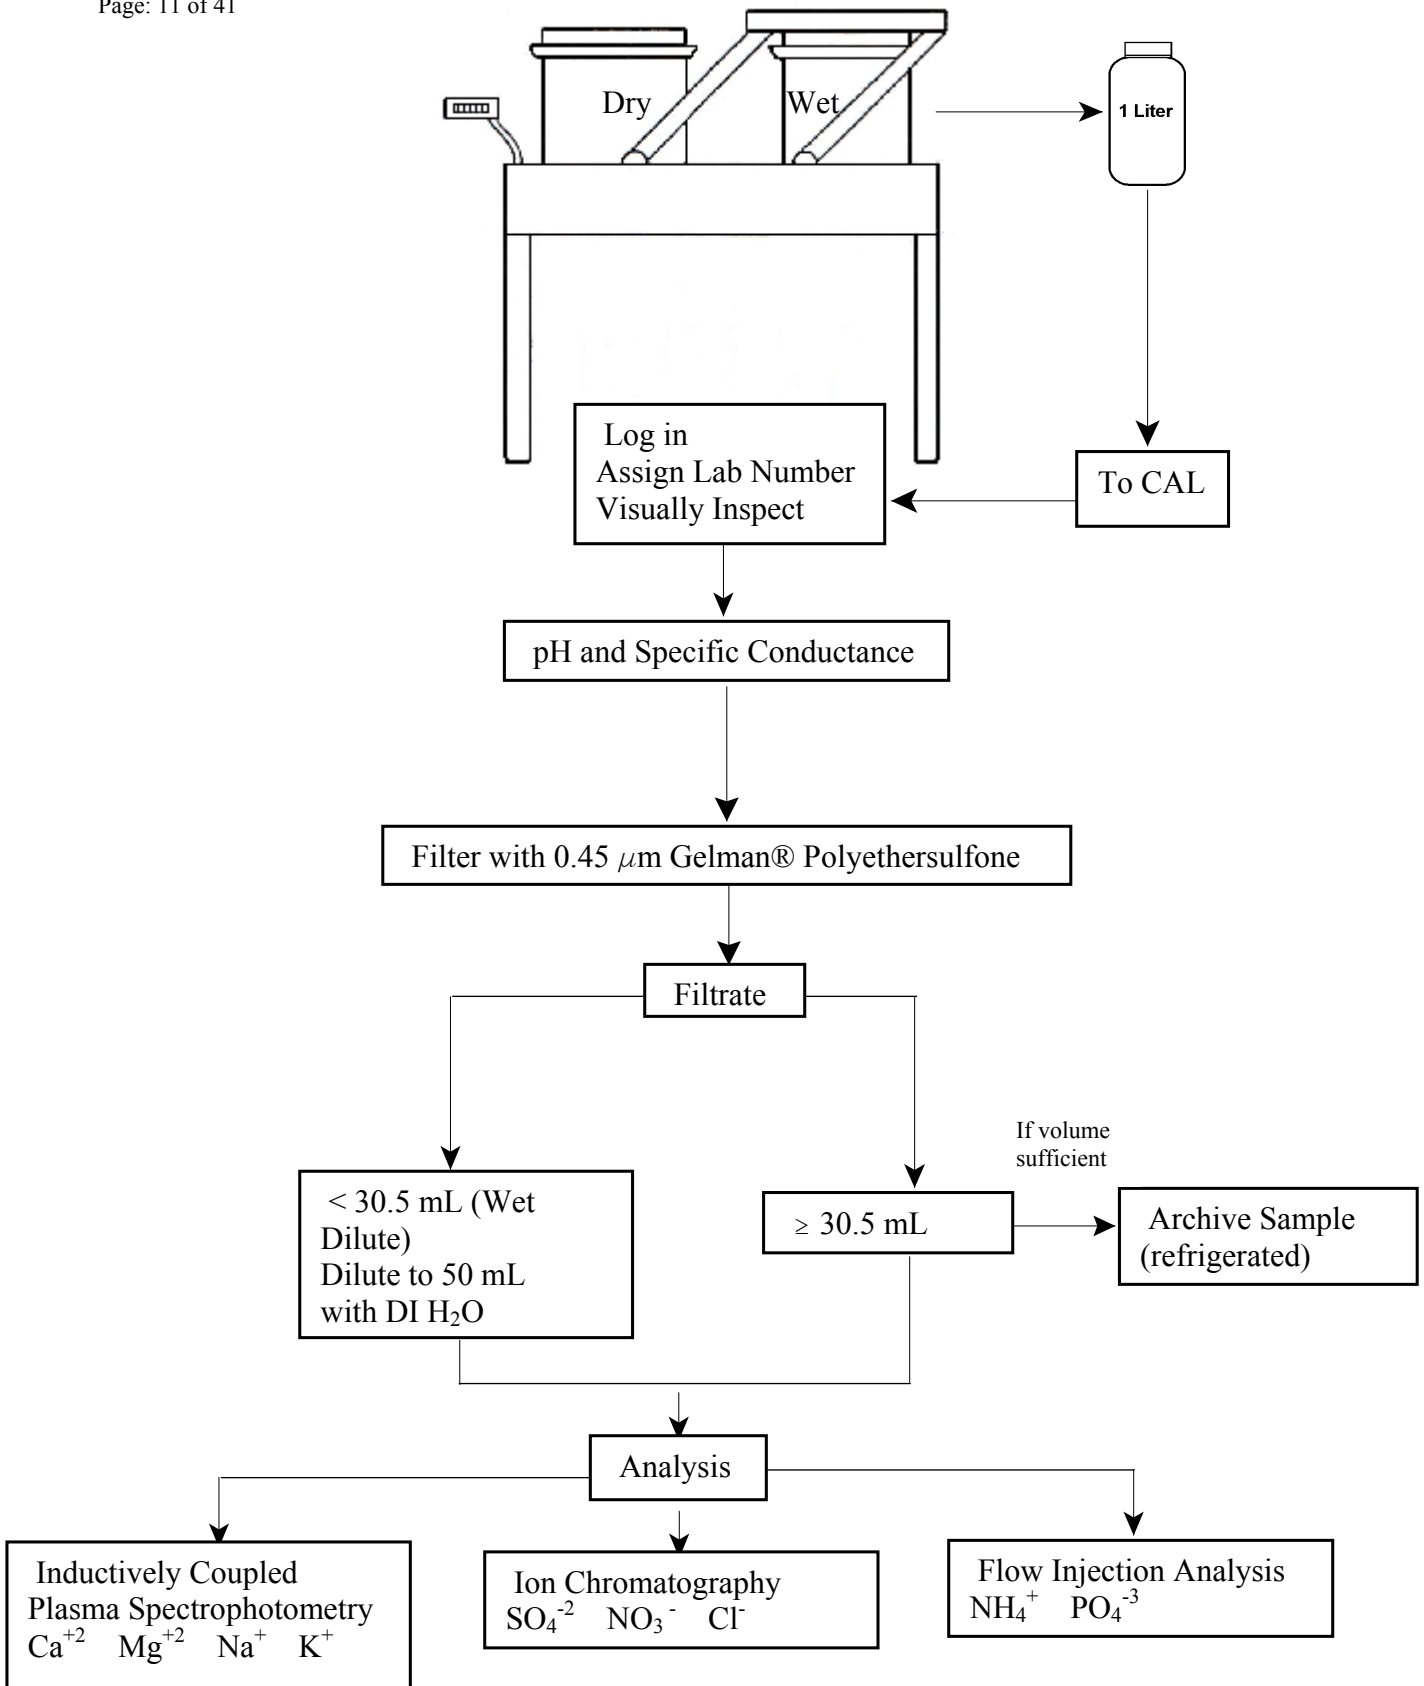 Page: 11 of 41
Dry
Wet
1 Liter
Log in
Assign Lab Number
Visually Inspect
To CAL
pH and Specific Conductance
Filter with 0.45 μm Gelman® Polyethersulfone
Filtrate
If volume
sufficient
< 30.5 mL (Wet
Dilute)
Dilute to 50 mL
with DI H₂O
≥ 30.5 mL
Archive Sample
(refrigerated)
Analysis
Inductively Coupled
Plasma Spectrophotometry
Ca⁺² Mg⁺² Na⁺ K⁺
Ion Chromatography
SO₄⁻² NO₃⁻ Cl⁻
Flow Injection Analysis
NH₄⁺ PO₄⁻³